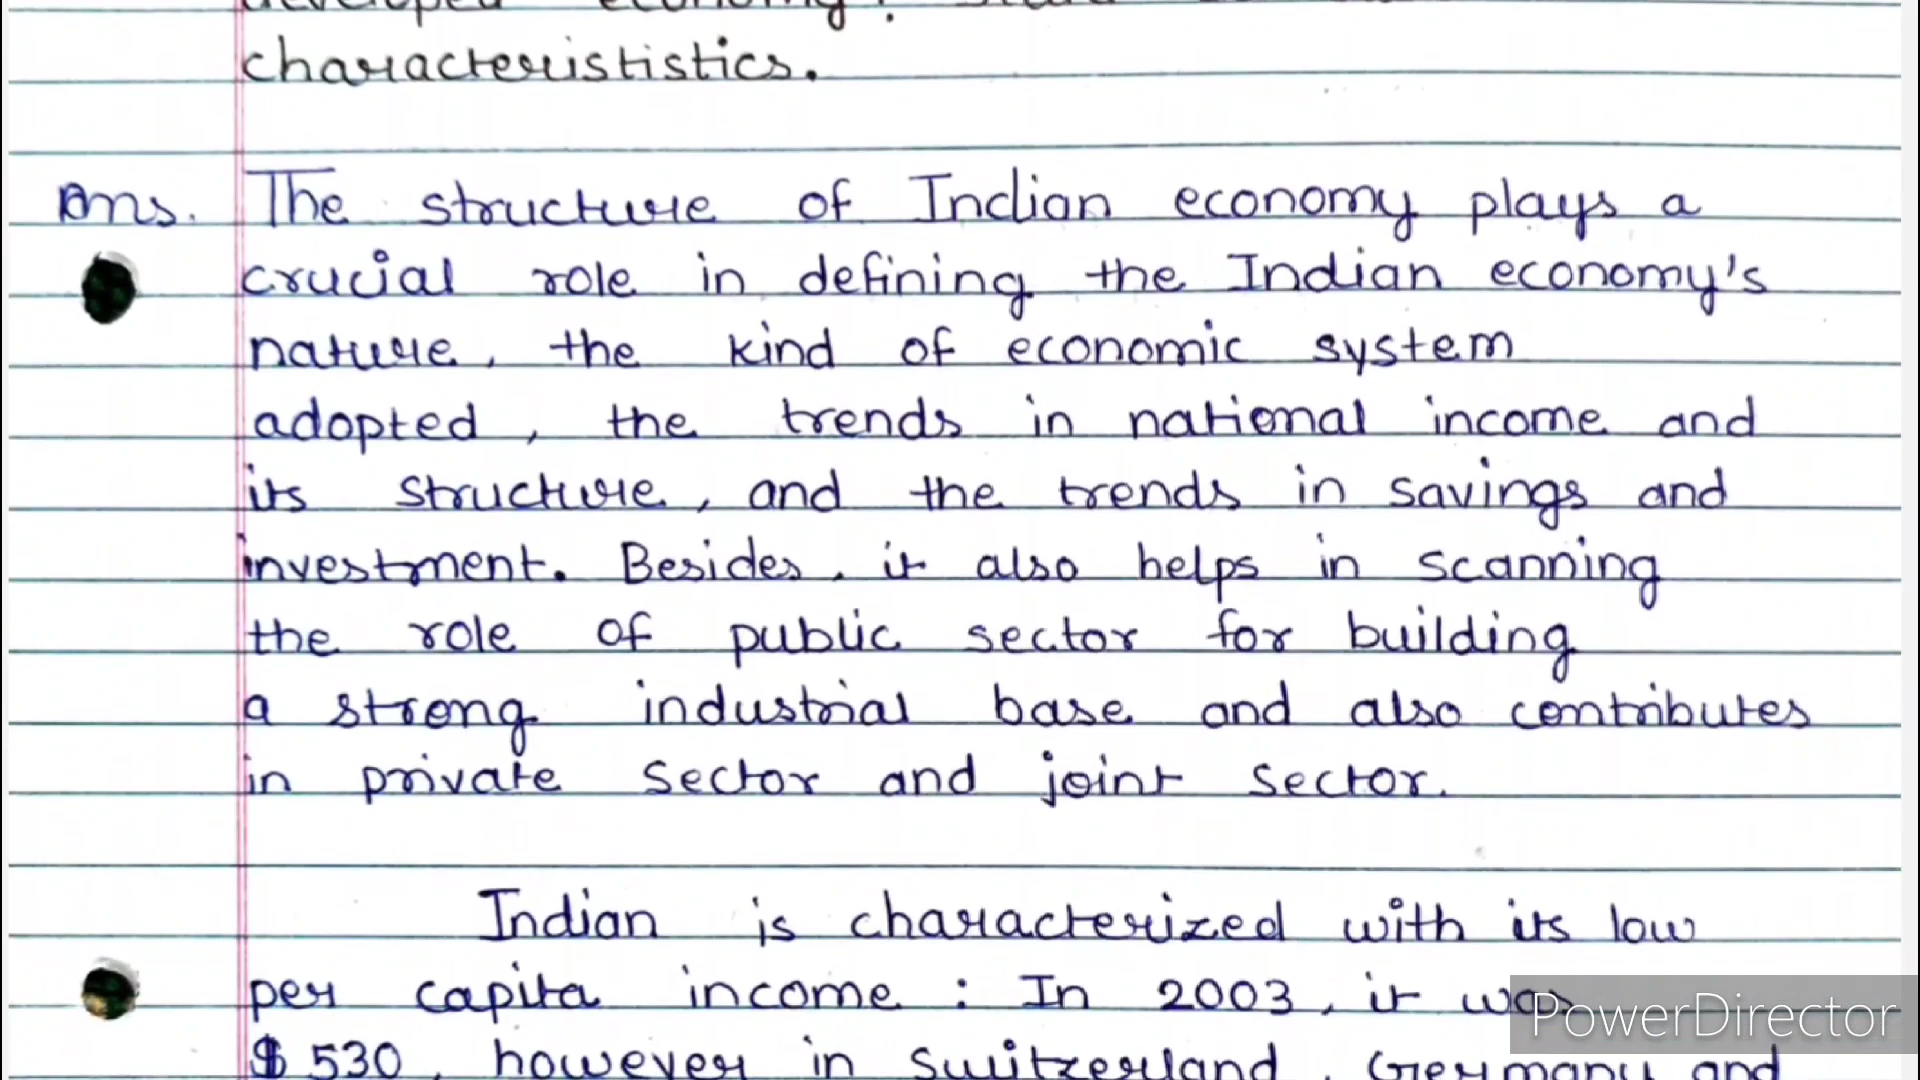 developed economy?
characterististics.
Ans. The structure of Indian economy plays a
crucial role in defining the Indian economy's
nature, the kind of economic system
adopted, the trends in national income and
its structure, and the trends in savings and
investment. Besides, it also helps in scanning
the role of public sector for building
a strong industrial base and also contributes
in private sector and joint sector.
Indian is characterized with its low
per capita income : In 2003, it was
$530, however in Switzerland, Germany and
PowerDirector